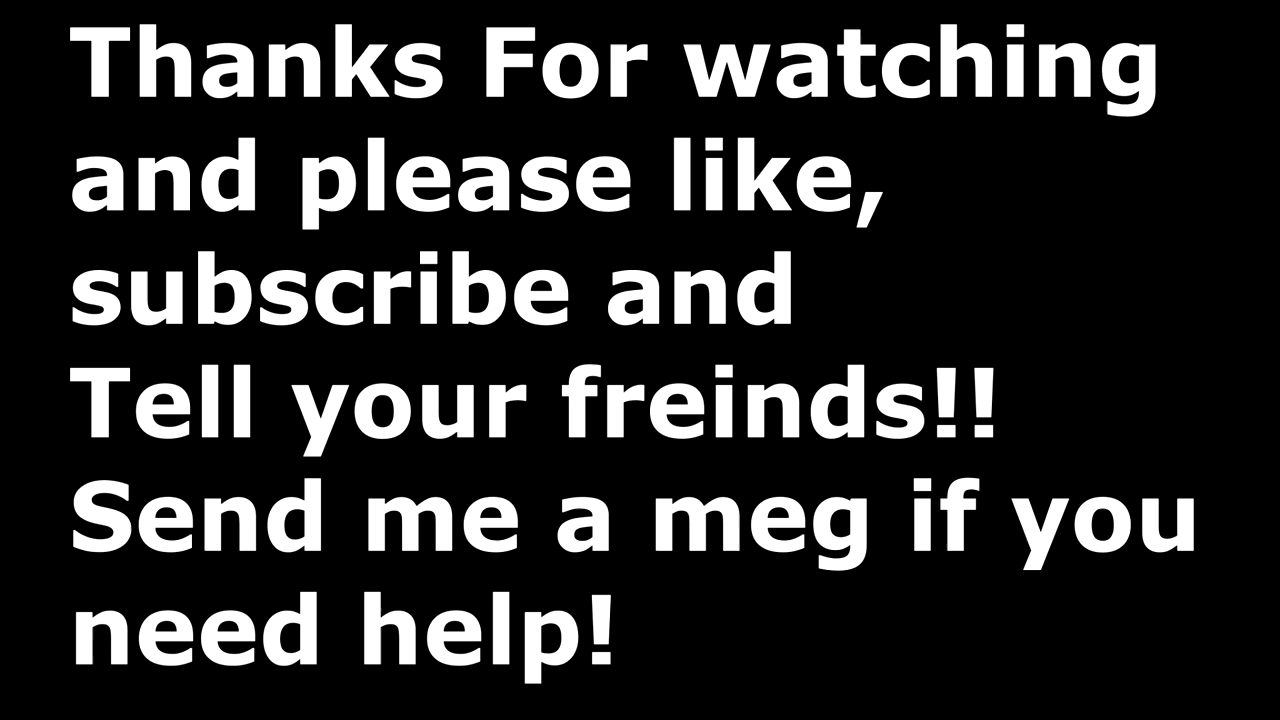 Thanks For watching
and please like,
subscribe and
Tell your freinds!!
Send me a meg if you
need help!